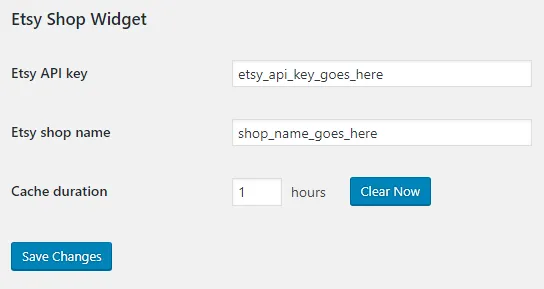 Etsy Shop Widget
Etsy API key etsy_api_key_goes_here
Etsy shop name shop_name_goes_here
Cache duration 1 hours Clear Now
Save Changes